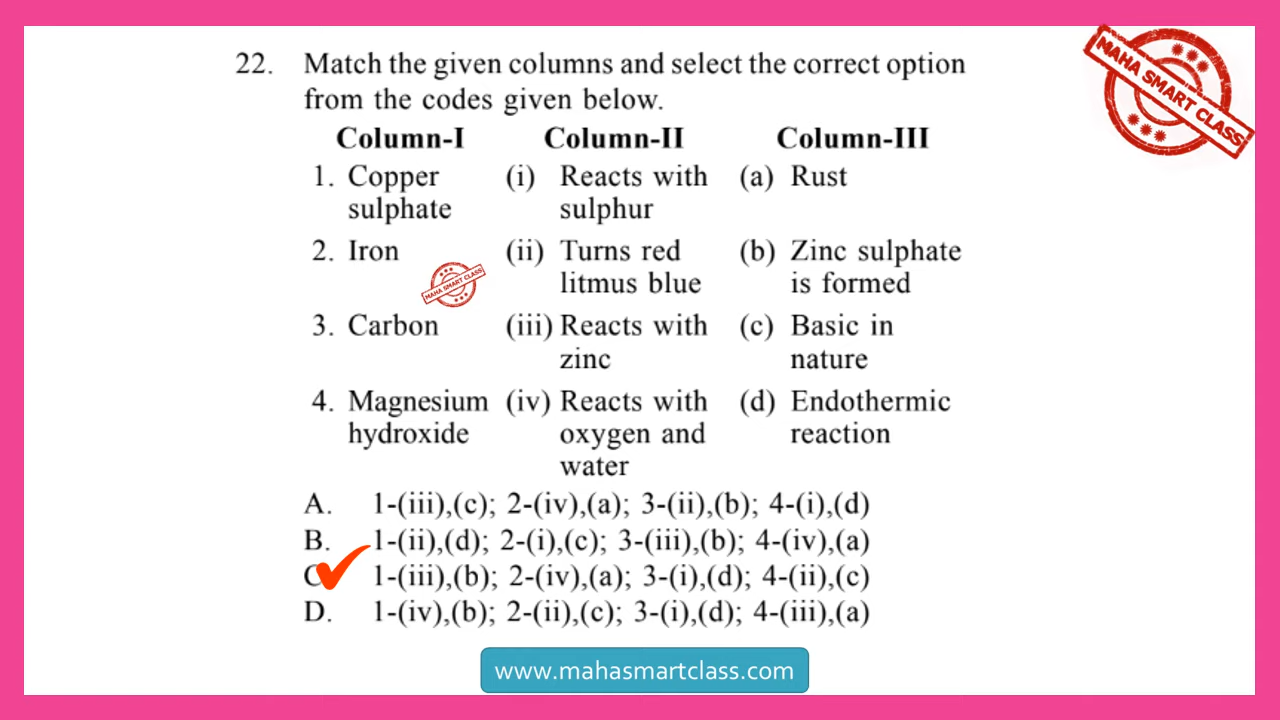 22. Match the given columns and select the correct option
from the codes given below.
Column-I Column-II Column-III
1. Copper (i) Reacts with (a) Rust
sulphate sulphur
2. Iron (ii) Turns red (b) Zinc sulphate
litmus blue is formed
3. Carbon (iii) Reacts with (c) Basic in
zinc nature
4. Magnesium (iv) Reacts with (d) Endothermic
hydroxide oxygen and reaction
water
A. 1-(iii),(c); 2-(iv),(a); 3-(ii),(b); 4-(i),(d)
B. 1-(ii),(d); 2-(i),(c); 3-(iii),(b); 4-(iv),(a)
C 1-(iii),(b); 2-(iv),(a); 3-(i),(d); 4-(ii),(c)
D. 1-(iv),(b); 2-(ii),(c); 3-(i),(d); 4-(iii),(a)
www.mahasmartclass.com
MAHA SMART CLASS
MAHA SMART CLASS